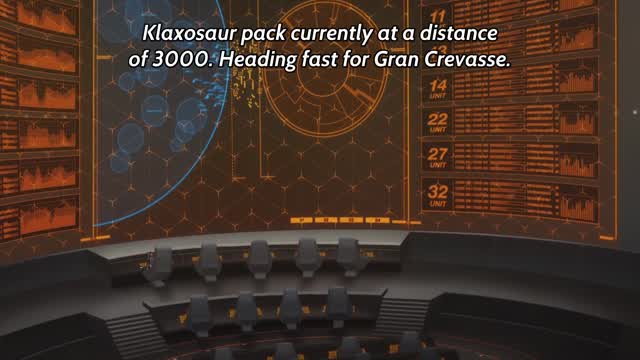 Klaxosaur pack currently at a distance
of 3000. Heading fast for Gran Crevasse.
11
UNIT
14
UNIT
22
UNIT
27
UNIT
32
UNIT